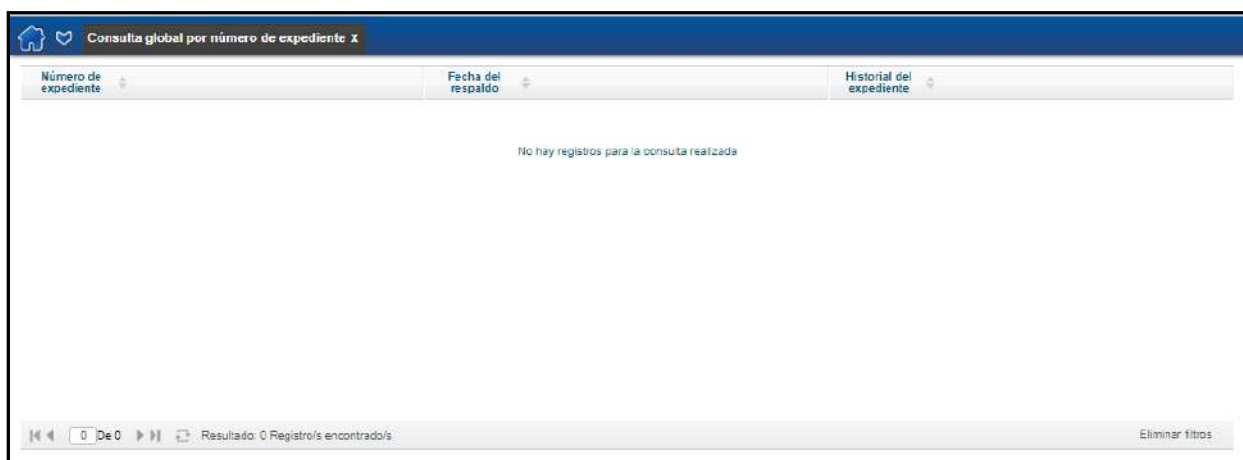 Consulta global por número de expediente x
Número de expediente
Fecha del respaldo
Historial del expediente
No hay registros para la consulta realizada
0 De 0 Resultado: 0 Registro/s encontrado/s Eliminar filtros